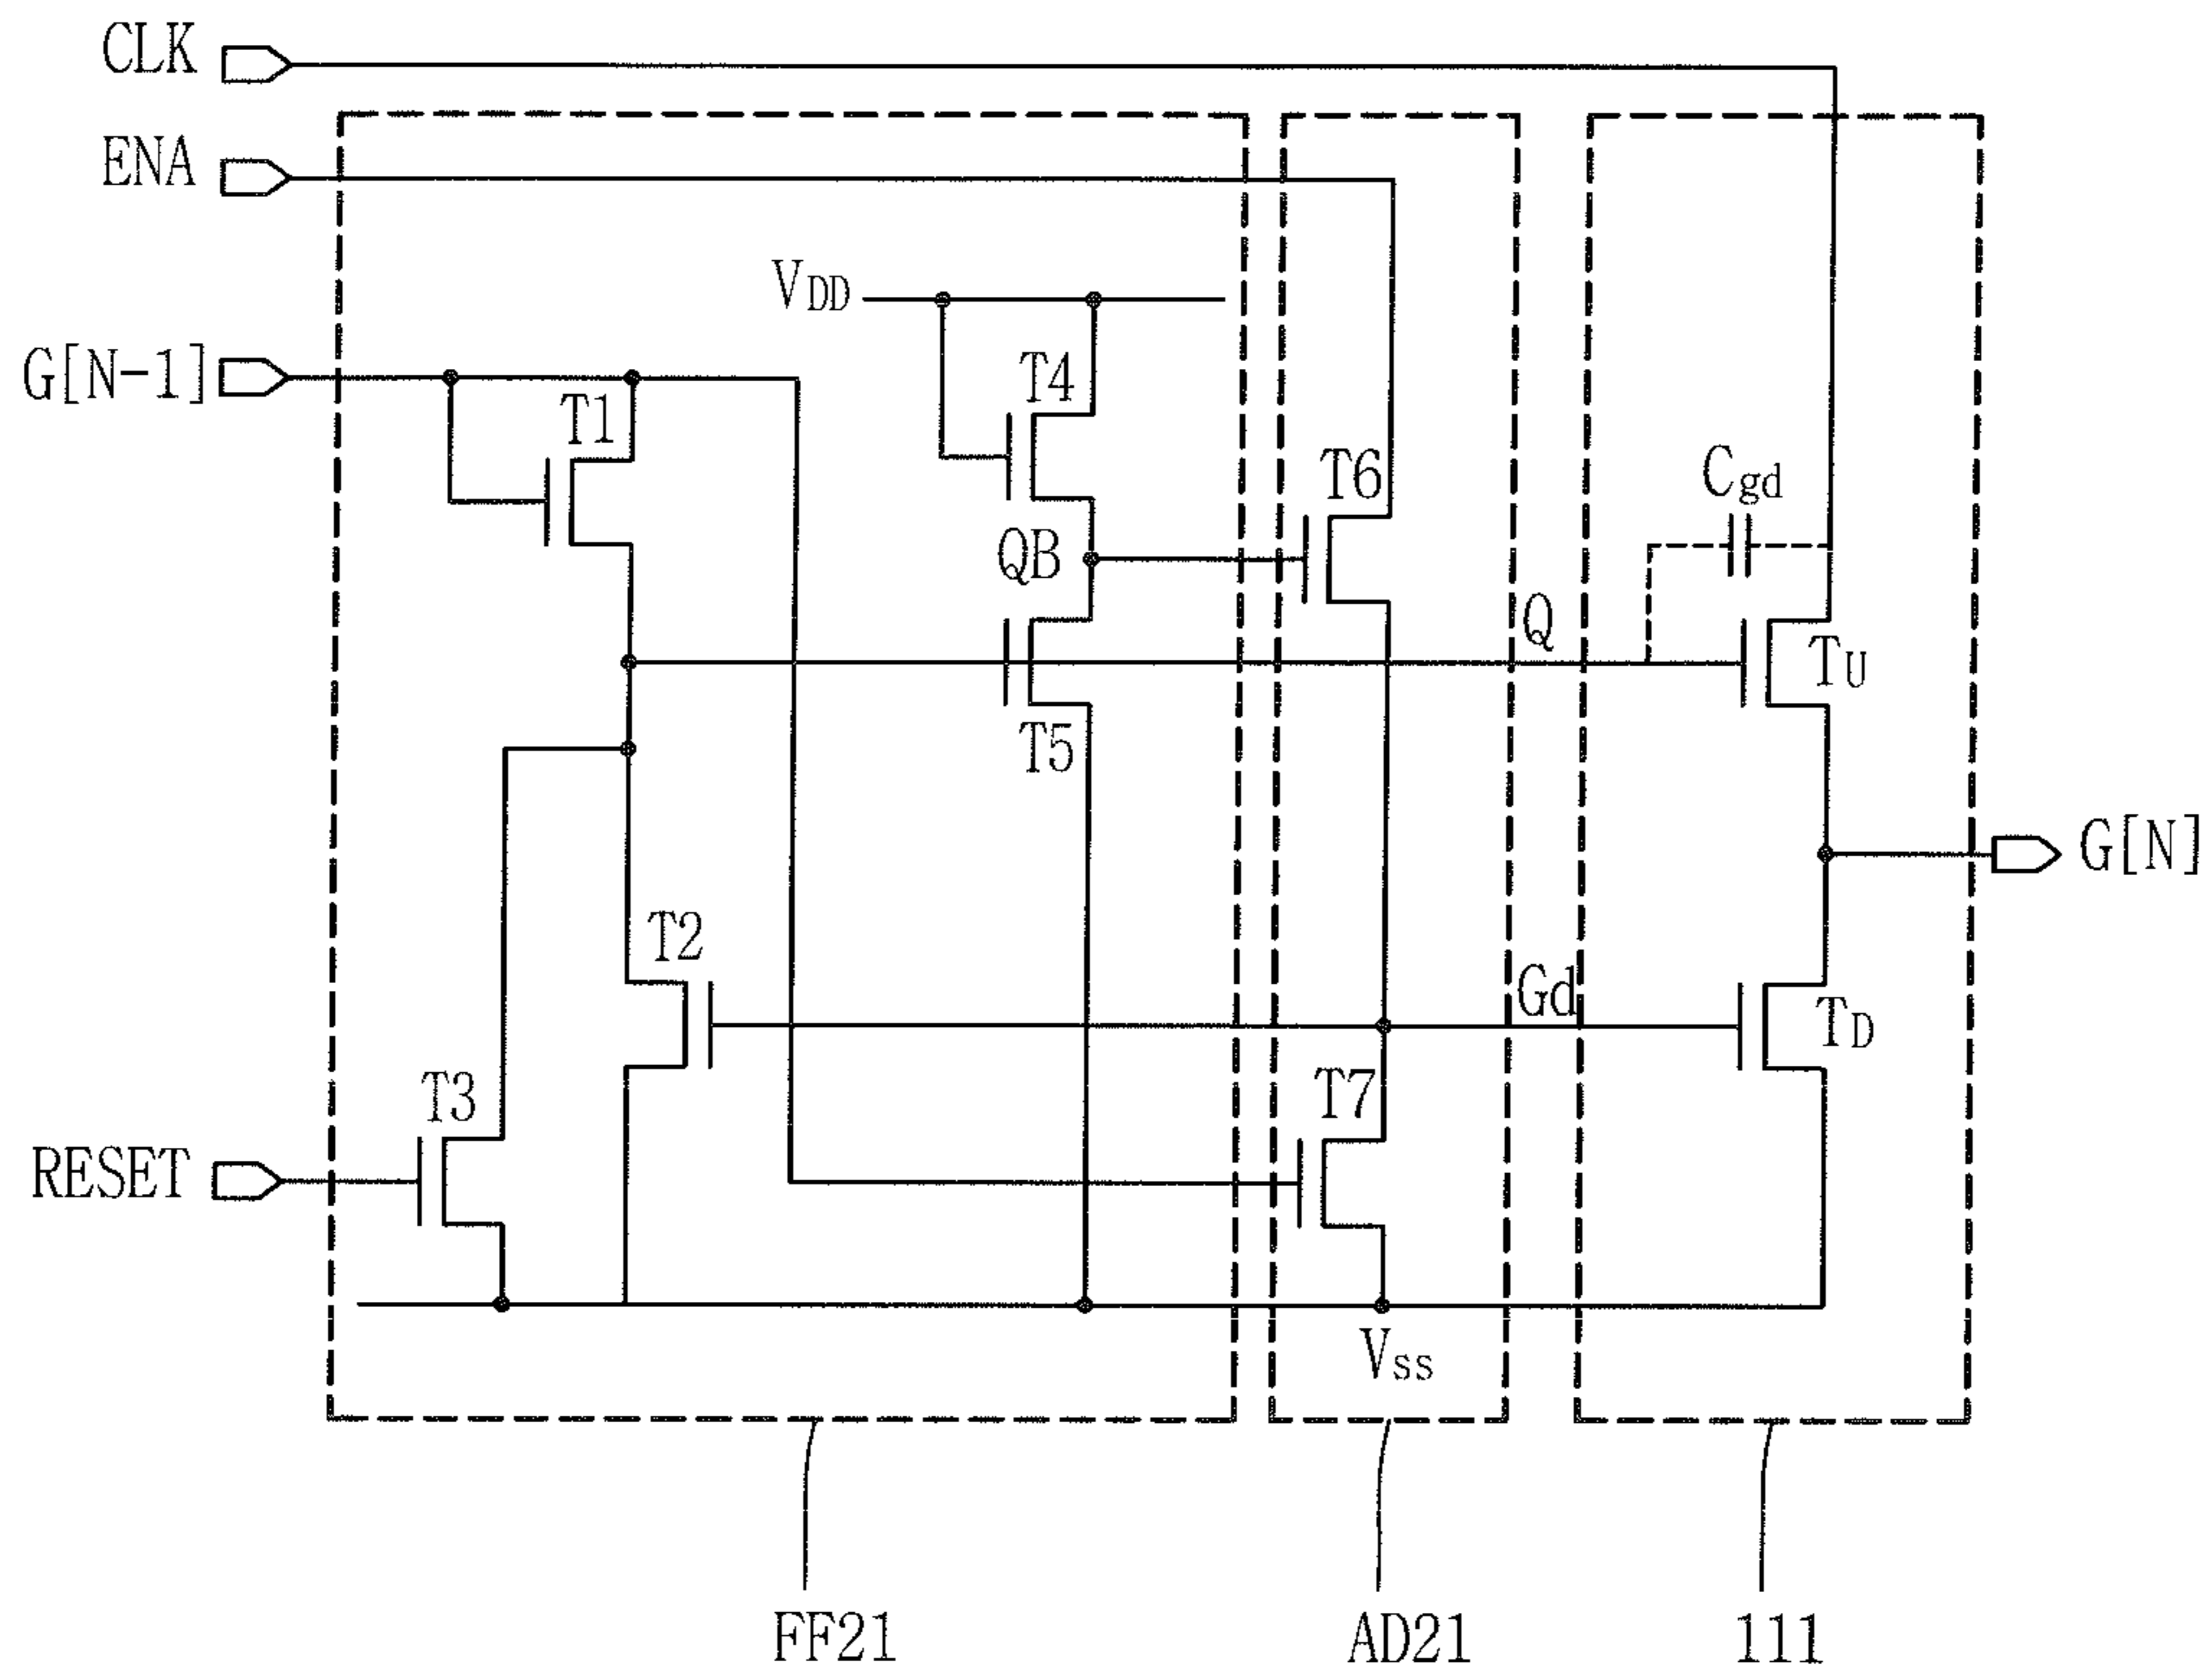 CLK
ENA
VDD
G[N-1]
T4
T1
T6
Cgd
QB
Q
TU
T5
G[N]
T2
Gd
TD
T3
T7
RESET
Vss
FF21
AD21
111